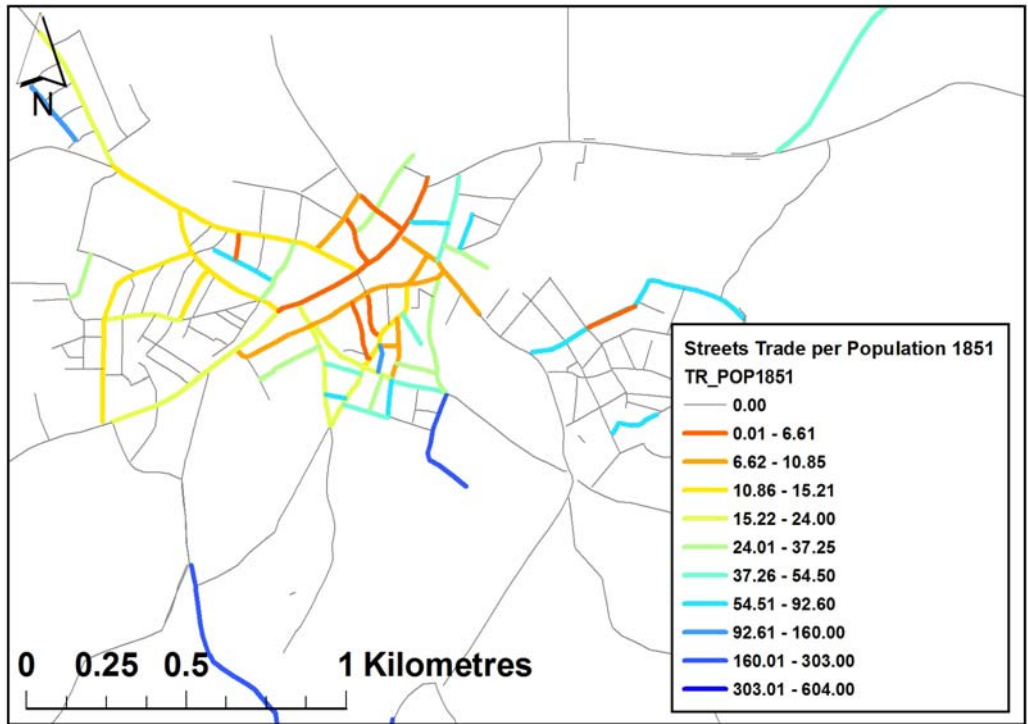 N
Streets Trade per Population 1851
TR_POP1851
0.00
0.01 - 6.61
6.62 - 10.85
10.86 - 15.21
15.22 - 24.00
24.01 - 37.25
37.26 - 54.50
54.51 - 92.60
92.61 - 160.00
160.01 - 303.00
303.01 - 604.00
0 0.25 0.5 1 Kilometres